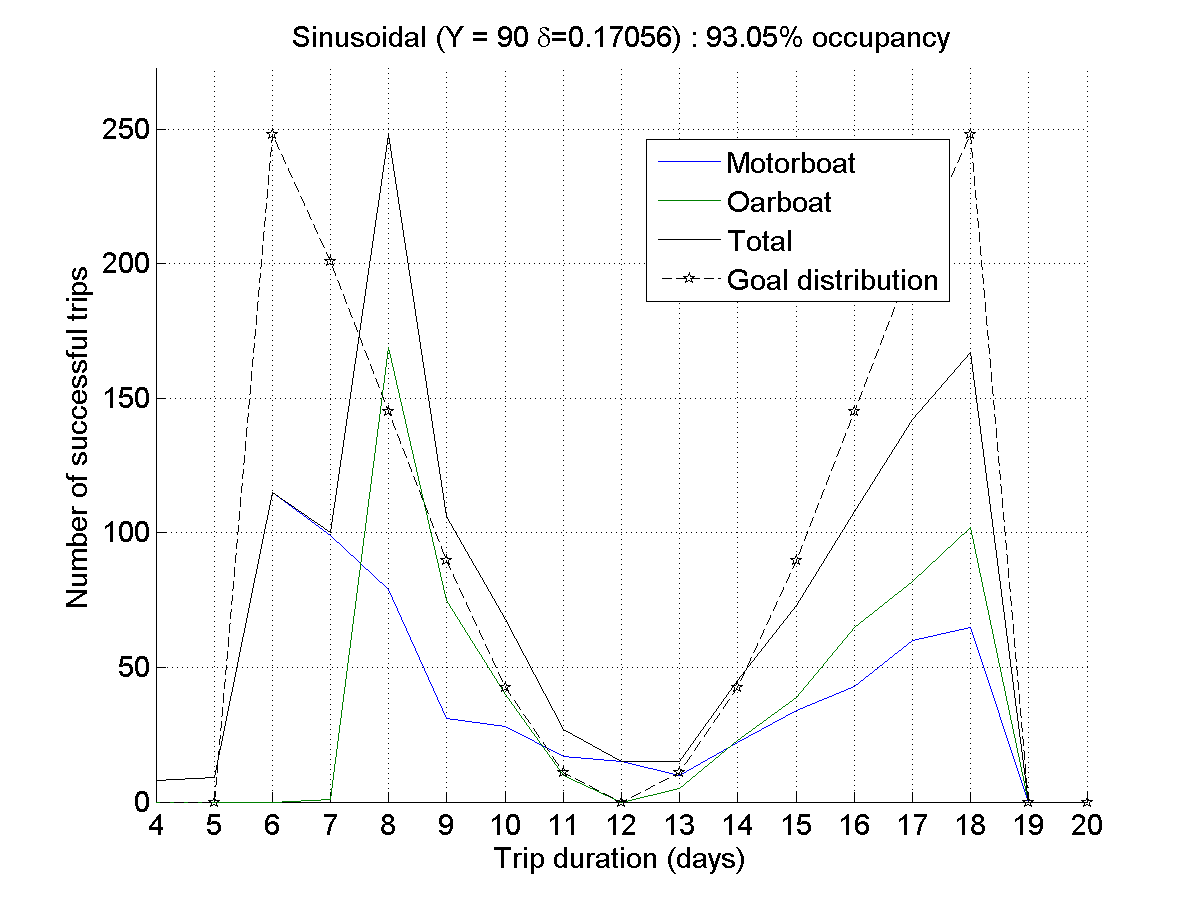 Sinusoidal (Y = 90 δ=0.17056) : 93.05% occupancy
Number of successful trips
250
200
150
100
50
0
Motorboat
Oarboat
Total
Goal distribution
4 5 6 7 8 9 10 11 12 13 14 15 16 17 18 19 20
Trip duration (days)